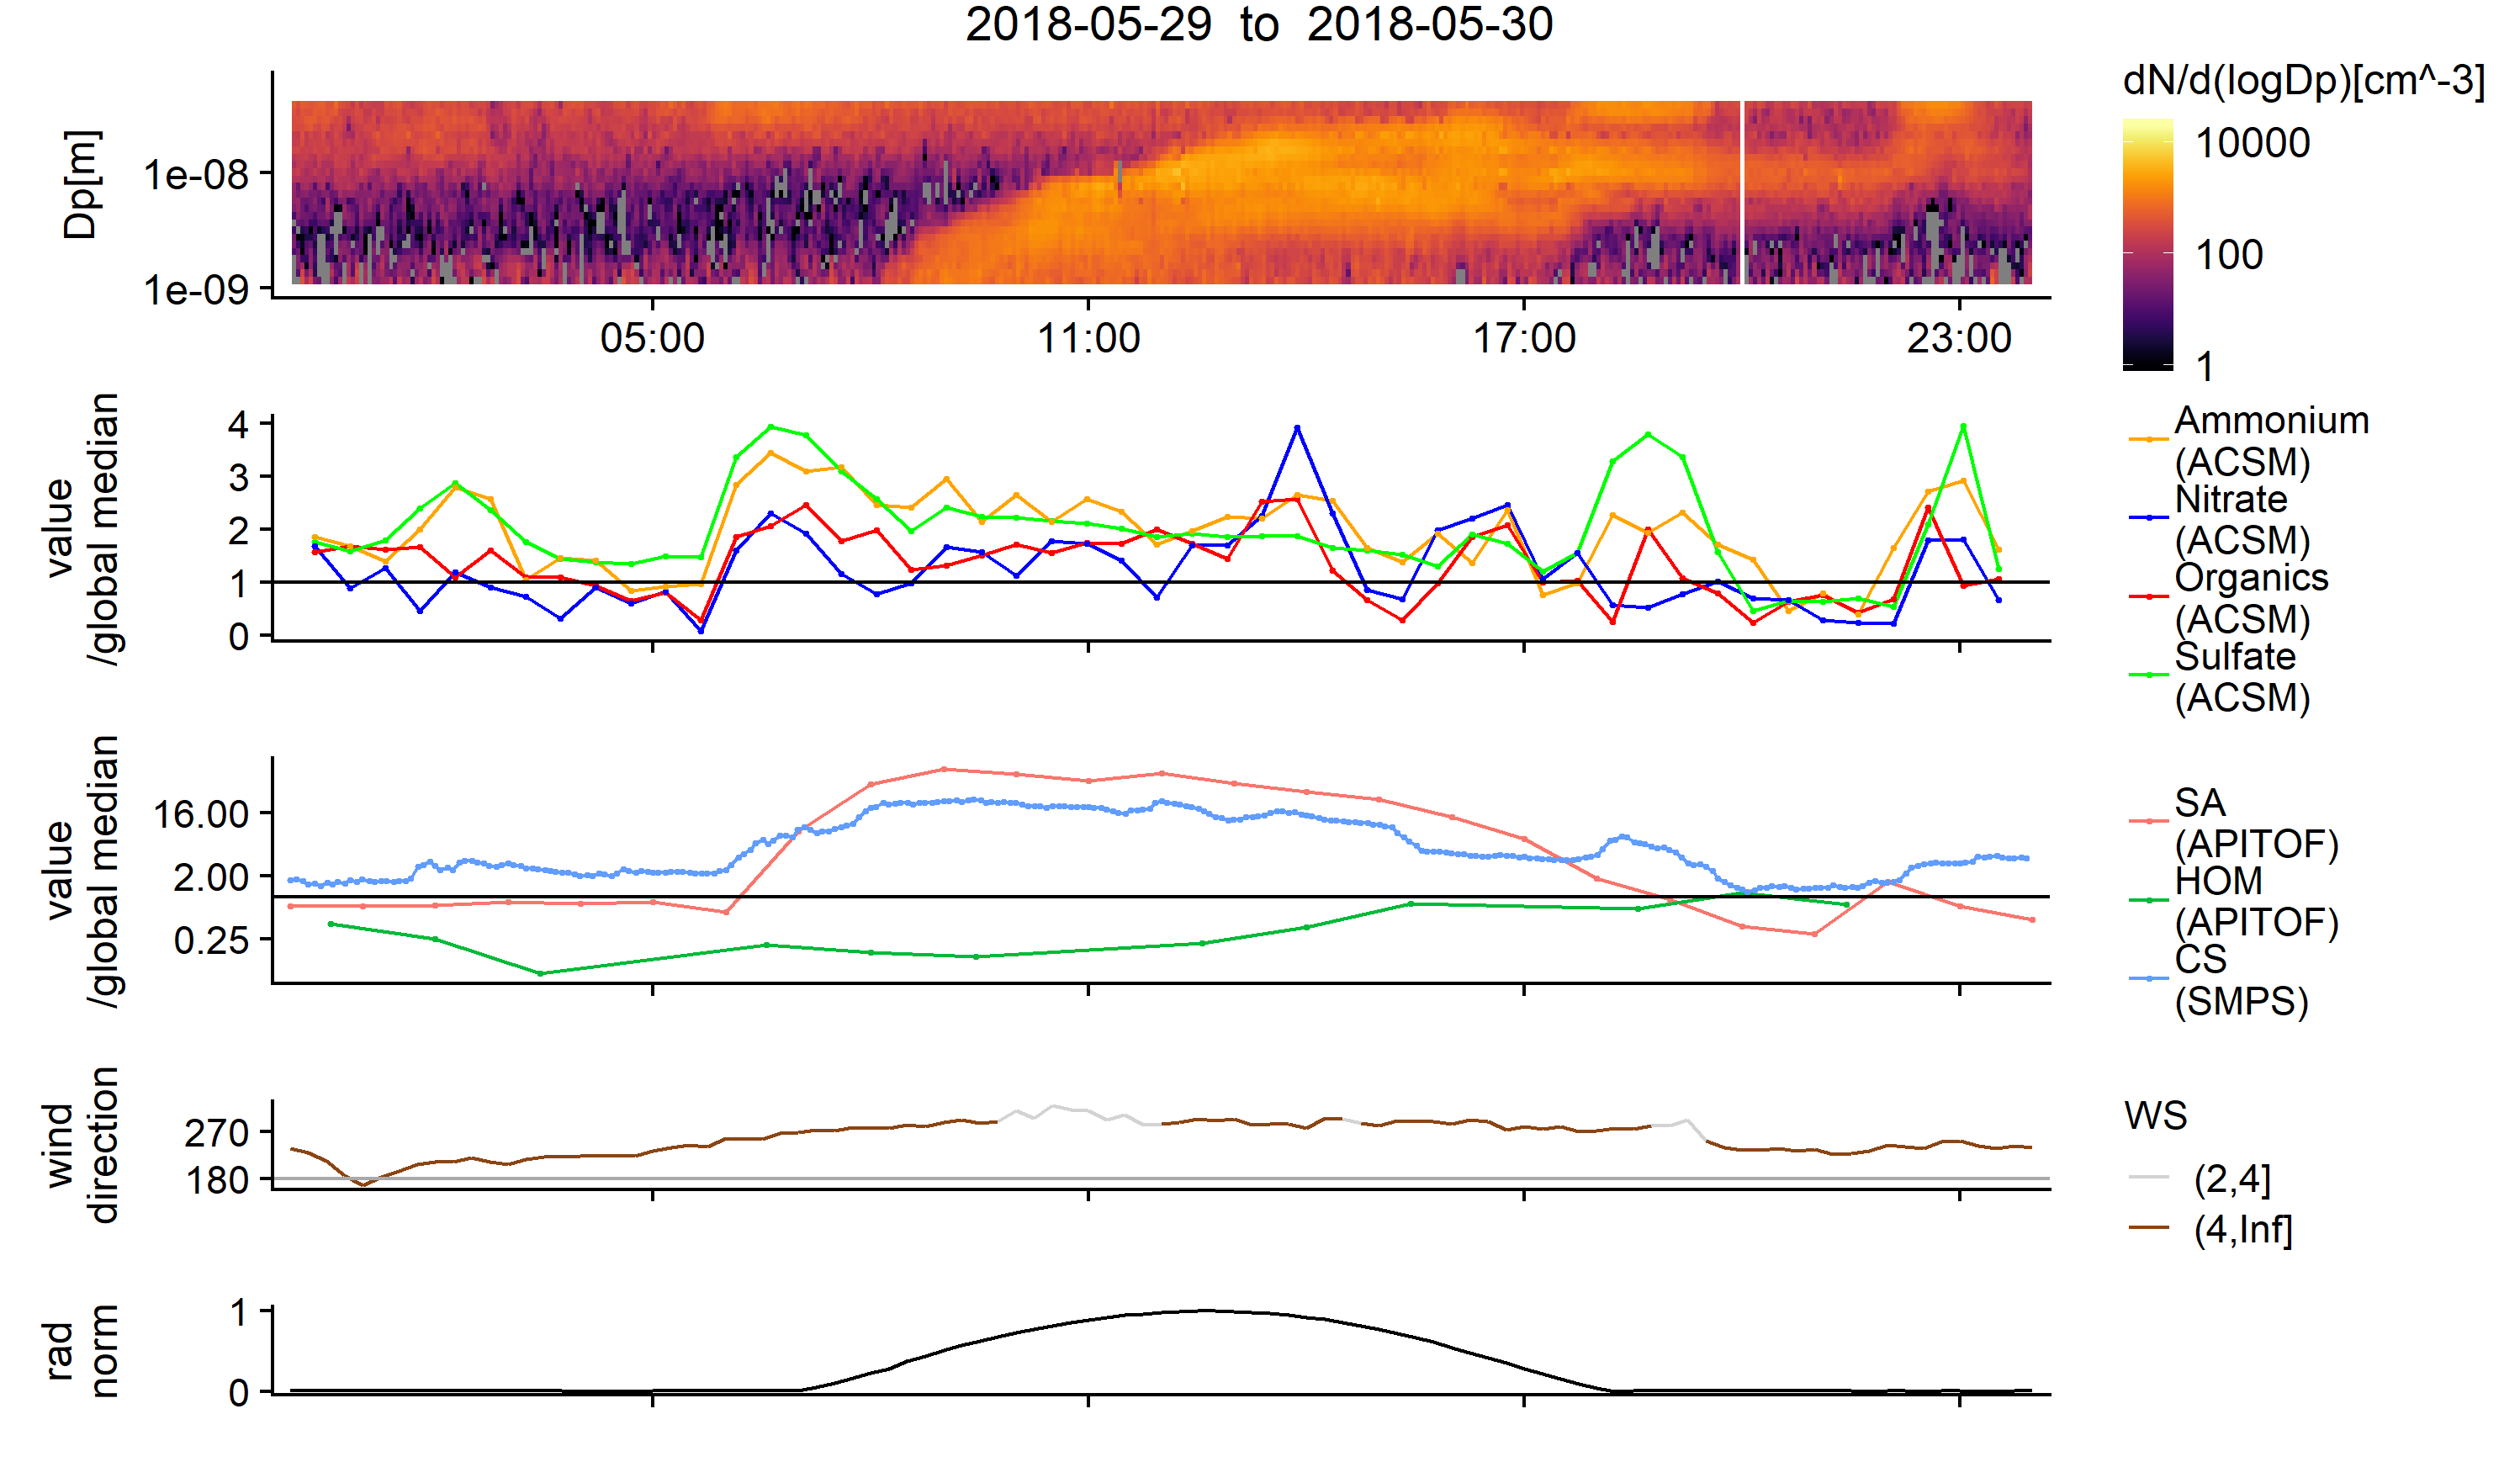 2018-05-29 to 2018-05-30
Dp[m]
1e-08
1e-09
05:00
11:00
17:00
23:00
dN/d(logDp)[cm^-3]
10000
100
1
value
/global median
4
3
2
1
0
Ammonium
(ACSM)
Nitrate
(ACSM)
Organics
(ACSM)
Sulfate
(ACSM)
value
/global median
16.00
2.00
0.25
SA
(APITOF)
HOM
(APITOF)
CS
(SMPS)
wind
direction
270
180
WS
(2,4]
(4,Inf]
rad
norm
1
0